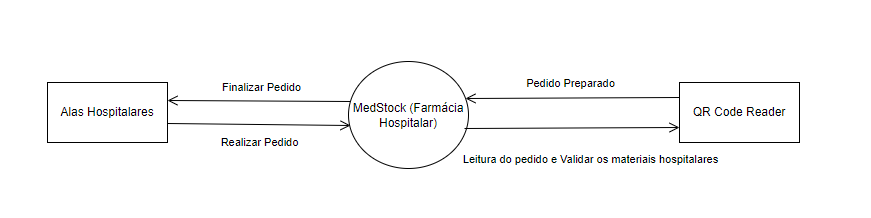 Finalizar Pedido
Pedido Preparado
Alas Hospitalares
MedStock (Farmácia
Hospitalar)
QR Code Reader
Realizar Pedido
Leitura do pedido e Validar os materiais hospitalares